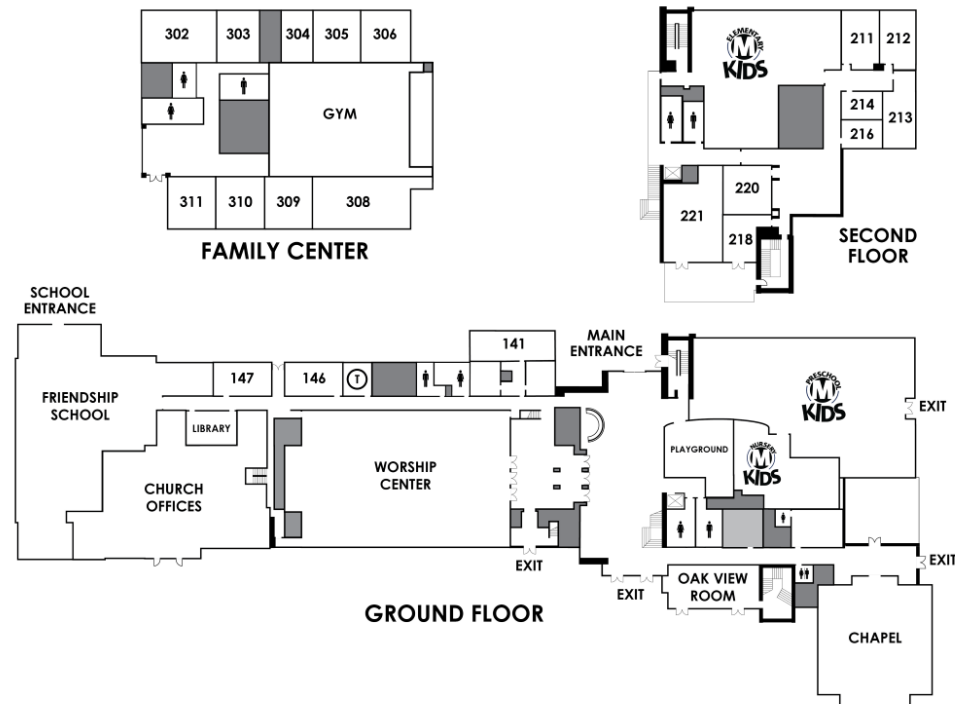 302
303
304
305
306
GYM
311
310
309
308
FAMILY CENTER
ELEMENTARY
M
KIDS
211
212
214
213
216
220
221
218
SECOND
FLOOR
SCHOOL
ENTRANCE
FRIENDSHIP
SCHOOL
147
146
T
141
MAIN
ENTRANCE
LIBRARY
CHURCH
OFFICES
WORSHIP
CENTER
EXIT
PLAYGROUND
PRESCHOOL
M
KIDS
EXIT
NURSERY
M
KIDS
EXIT
OAK VIEW
ROOM
EXIT
CHAPEL
GROUND FLOOR